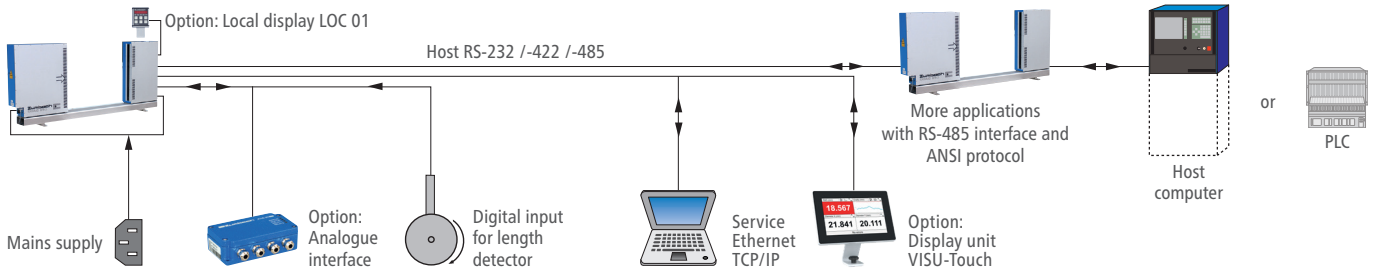 Option: Local display LOC 01
Host RS-232 /-422 /-485
More applications
with RS-485 interface and
ANSI protocol
or
PLC
Host
computer
Mains supply
Option:
Analogue
interface
Digital input
for length
detector
Service
Ethernet
TCP/IP
18.567
21.841 20.111
Option:
Display unit
VISU-Touch